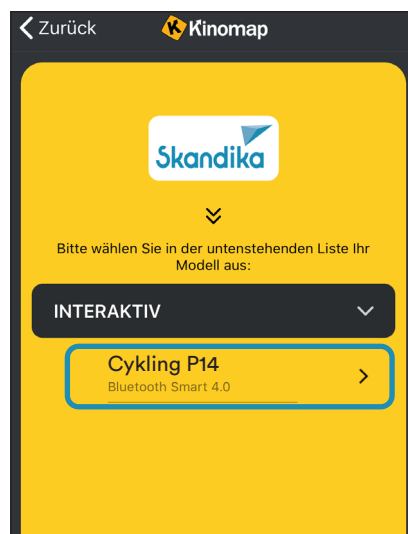 Zurück
Kinomap
Skandika
Bitte wählen Sie in der untenstehenden Liste Ihr
Modell aus:
INTERAKTIV
Cykling P14
Bluetooth Smart 4.0